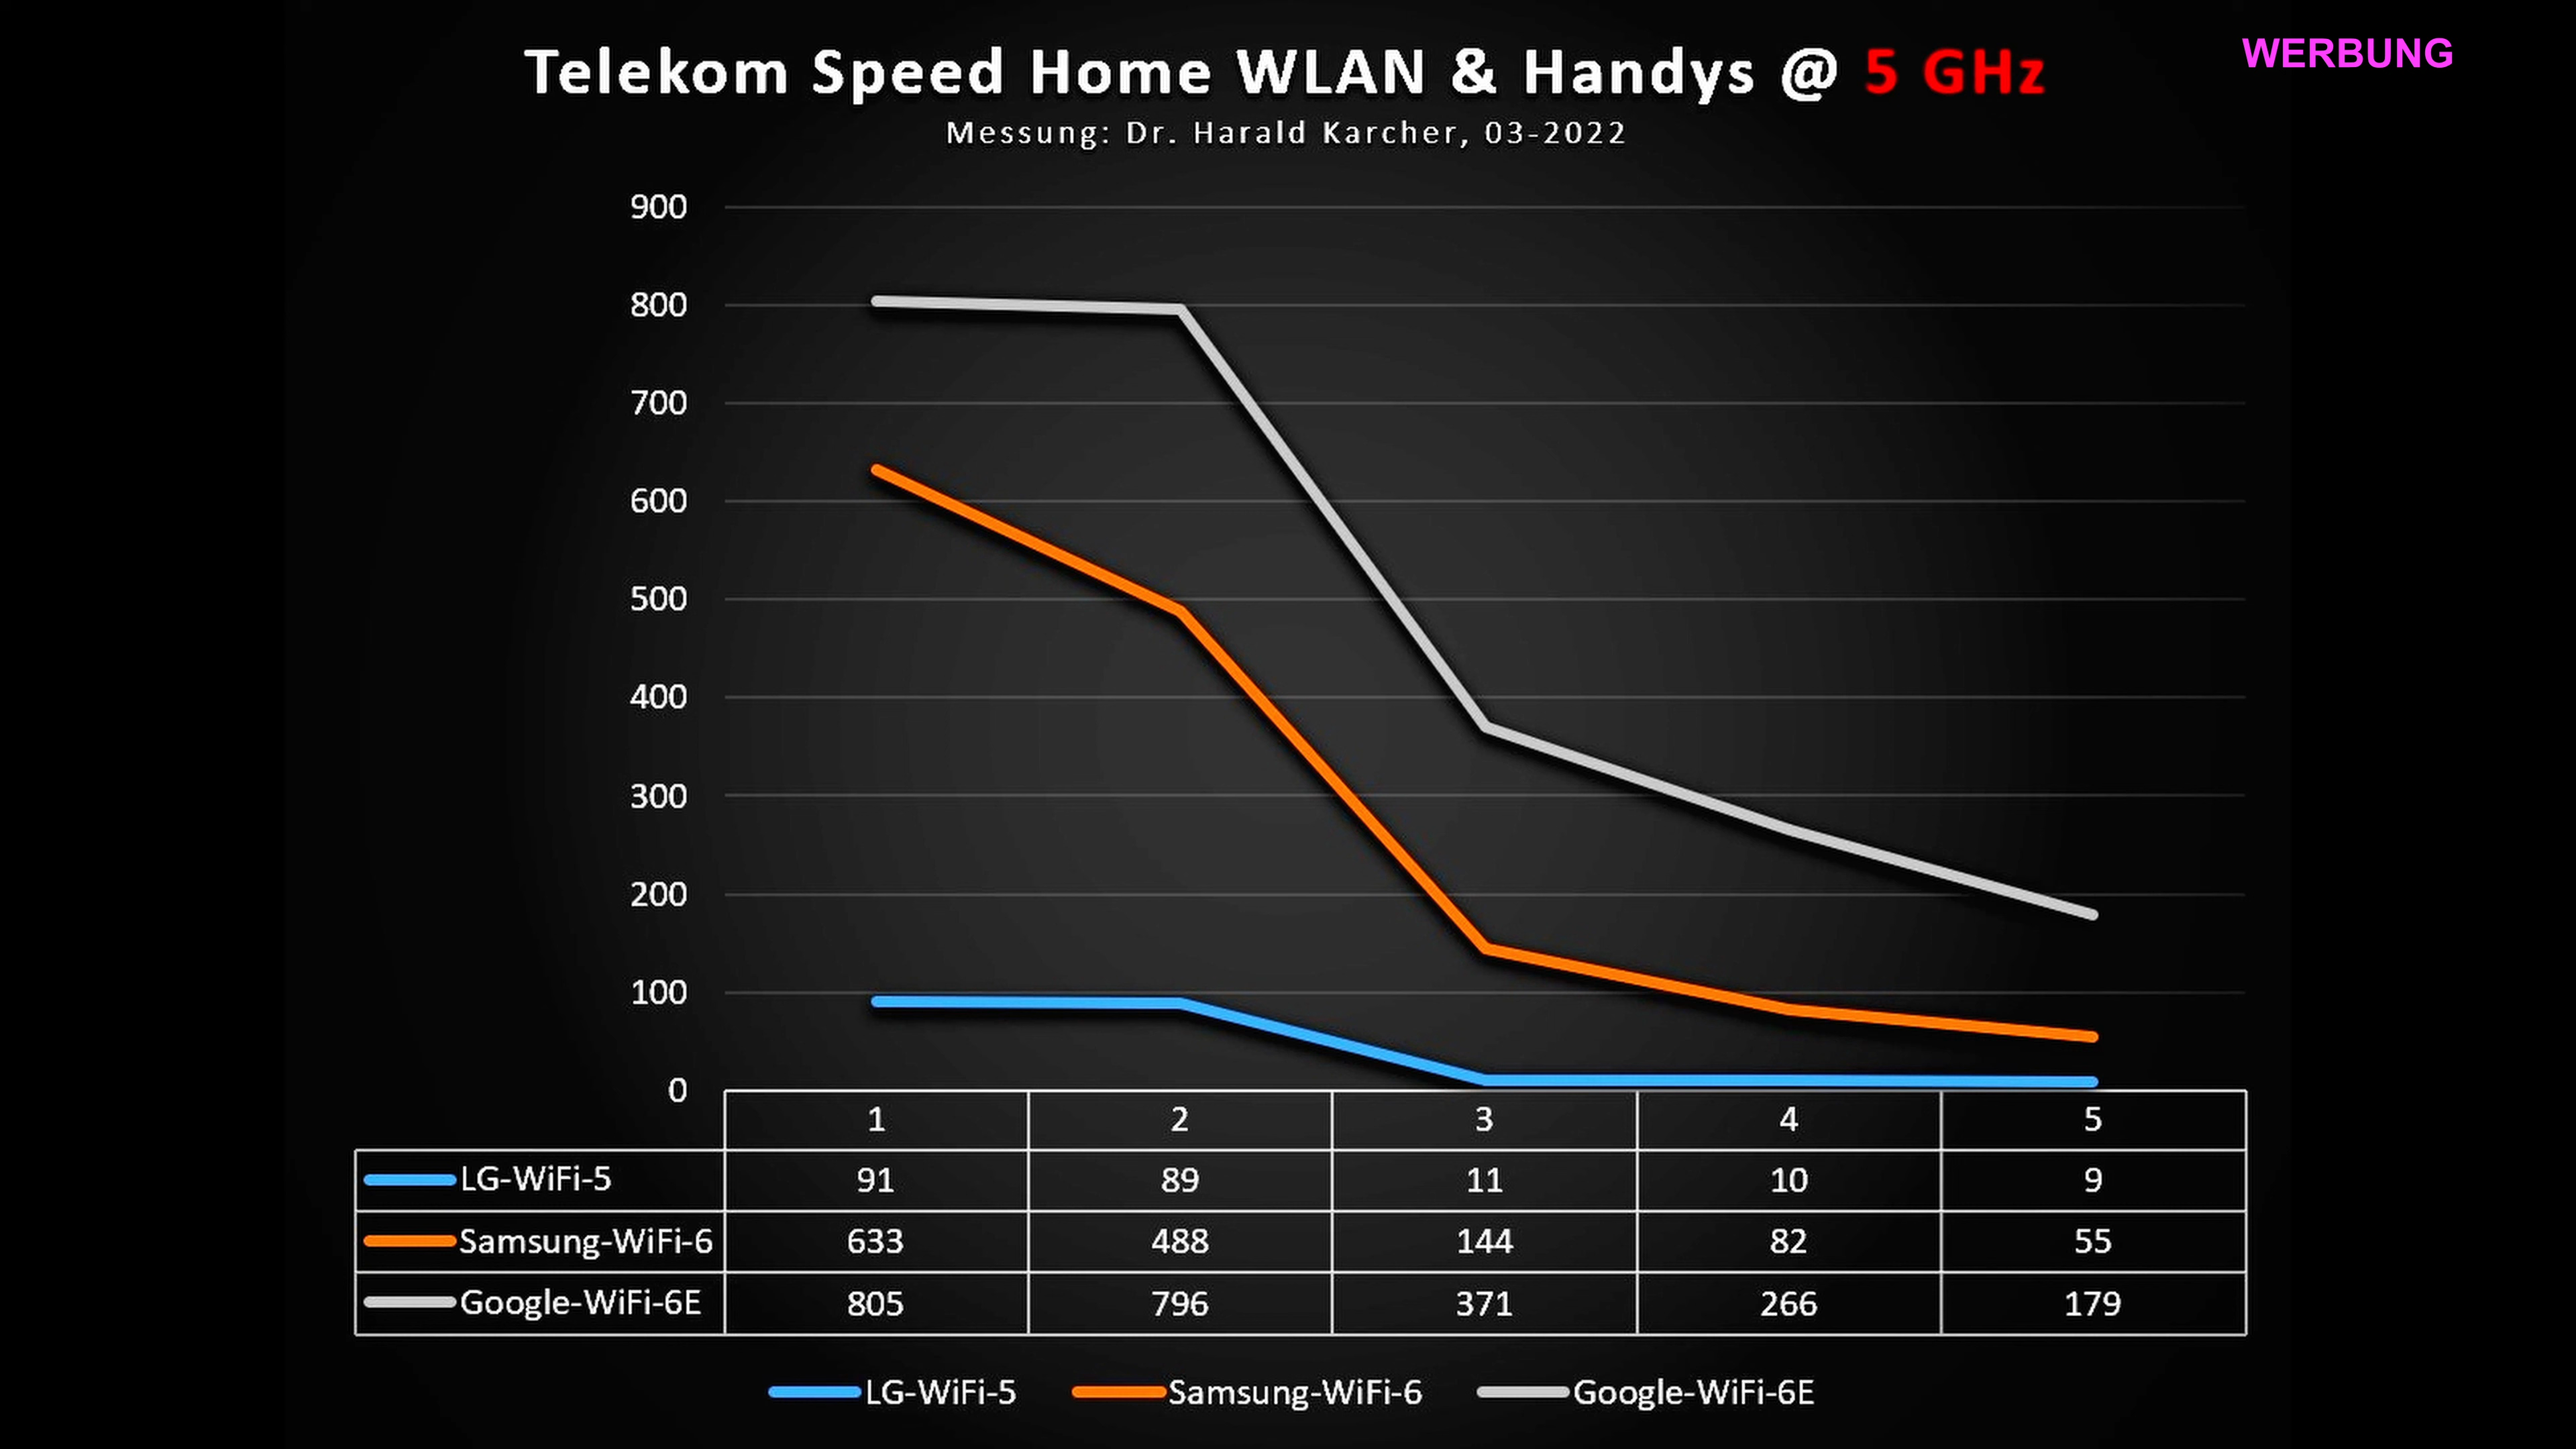 Telekom Speed Home WLAN & Handys @ 5 GHz
WERBUNG
Messung: Dr. Harald Karcher, 03-2022
900
800
700
600
500
400
300
200
100
0
1 2 3 4 5
LG-WiFi-5 91 89 11 10 9
Samsung-WiFi-6 633 488 144 82 55
Google-WiFi-6E 805 796 371 266 179
LG-WiFi-5 Samsung-WiFi-6 Google-WiFi-6E